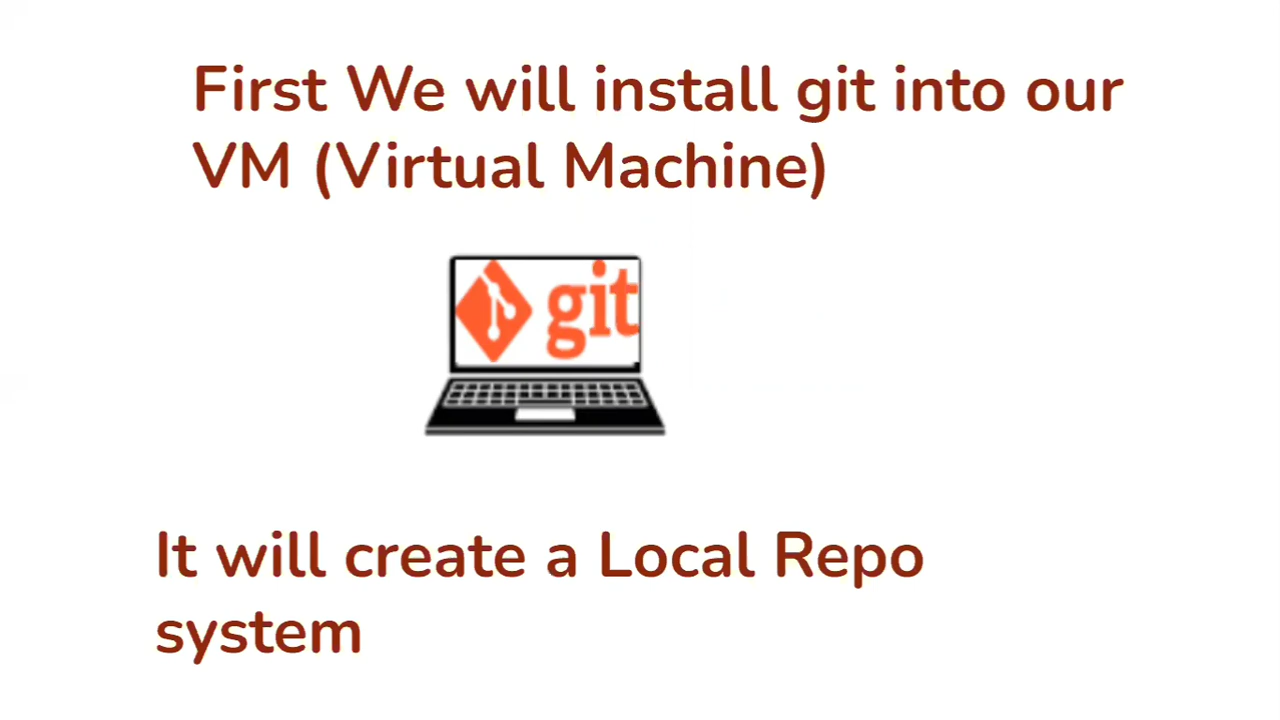 First We will install git into our
VM (Virtual Machine)
git
It will create a Local Repo
system